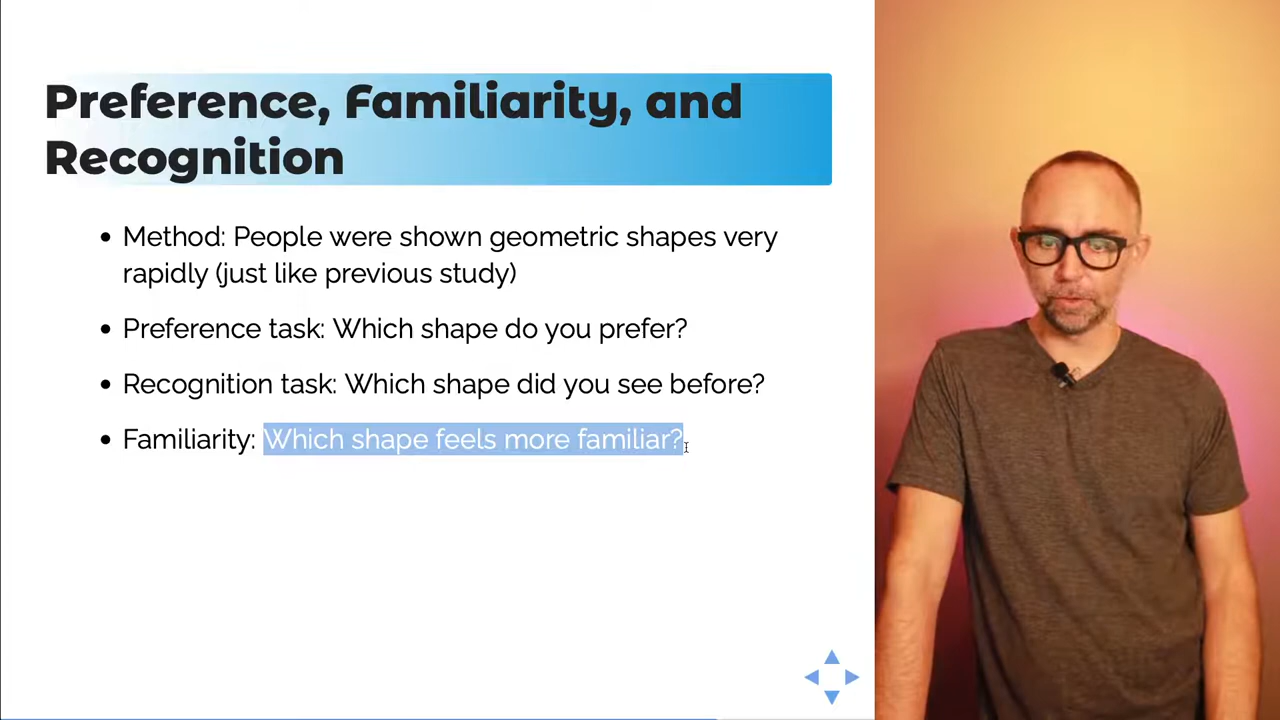 Preference, Familiarity, and
Recognition
• Method: People were shown geometric shapes very
rapidly (just like previous study)
• Preference task: Which shape do you prefer?
• Recognition task: Which shape did you see before?
• Familiarity: Which shape feels more familiar?